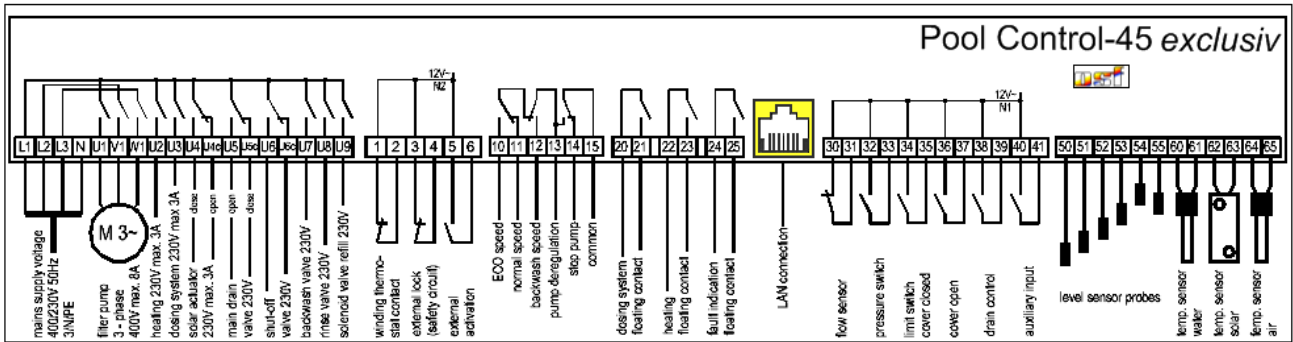 Pool Control-45 exclusiv
osf
12V~
N2
12V~
N1
L1 L2 L3 N U1 V1 W1 U2 U3 U4 U4c U5 U5c U6 U6c U7 U8 U9
1 2 3 4 5 6
10 11 12 13 14 15
20 21 22 23 24 25
30 31 32 33 34 35 36 37 38 39 40 41
50 51 52 53 54 55 60 61 62 63 64 65
M 3~
mains supply voltage
400/230V 50Hz
3/N/PE
filter pump
3 - phase
400V max. 8A
heating 230V max. 3A
dosing system 230V max 3A
solar actuator
230V max. 3A
close
open
main drain
valve 230V
open
close
shut-off
valve 230V
backwash valve 230V
rinse valve 230V
solenoid valve refill 230V
winding thermo-
stat contact
external lock
(safety circuit)
external
activation
ECO speed
normal speed
backwash speed
pump deregulation
stop pump
common
dosing system
floating contact
heating
floating contact
fault indication
floating contact
LAN connection
flow sensor
pressure switch
limit switch
cover closed
cover open
drain control
auxiliary input
level sensor probes
temp. sensor
water
temp. sensor
solar
temp. sensor
air